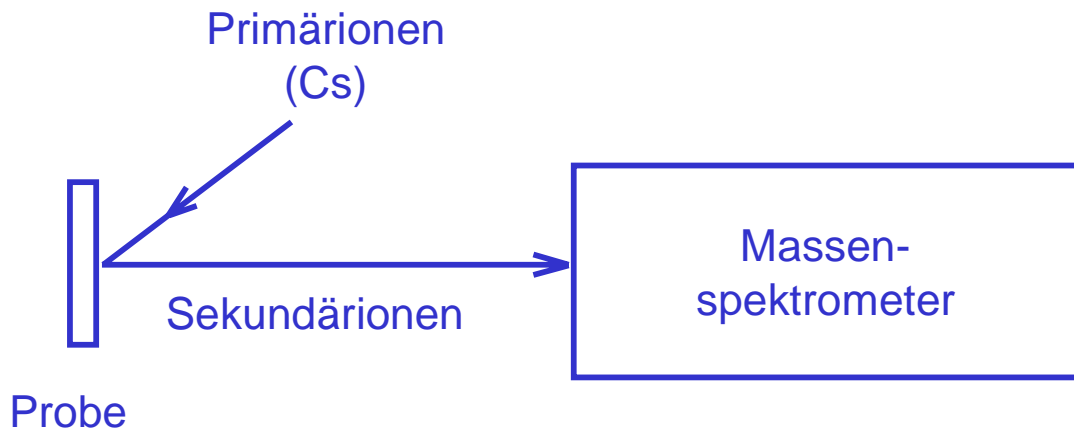 Primärionen
(Cs)
Massen-
spektrometer
Sekundärionen
Probe